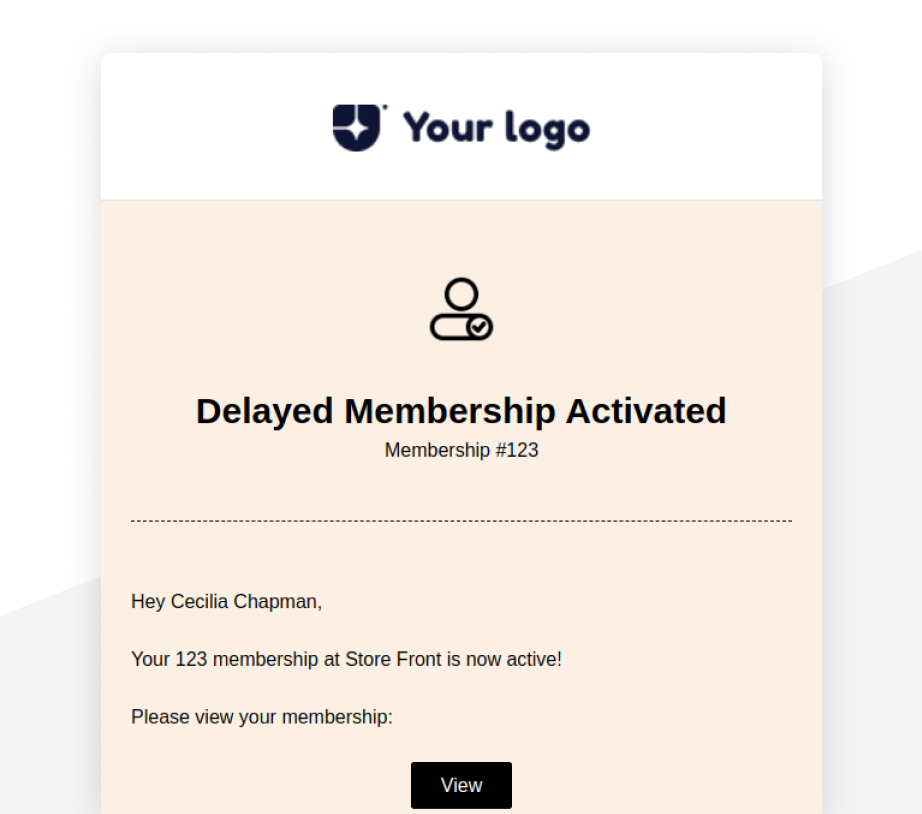 Your logo
Delayed Membership Activated
Membership #123
Hey Cecilia Chapman,
Your 123 membership at Store Front is now active!
Please view your membership:
View